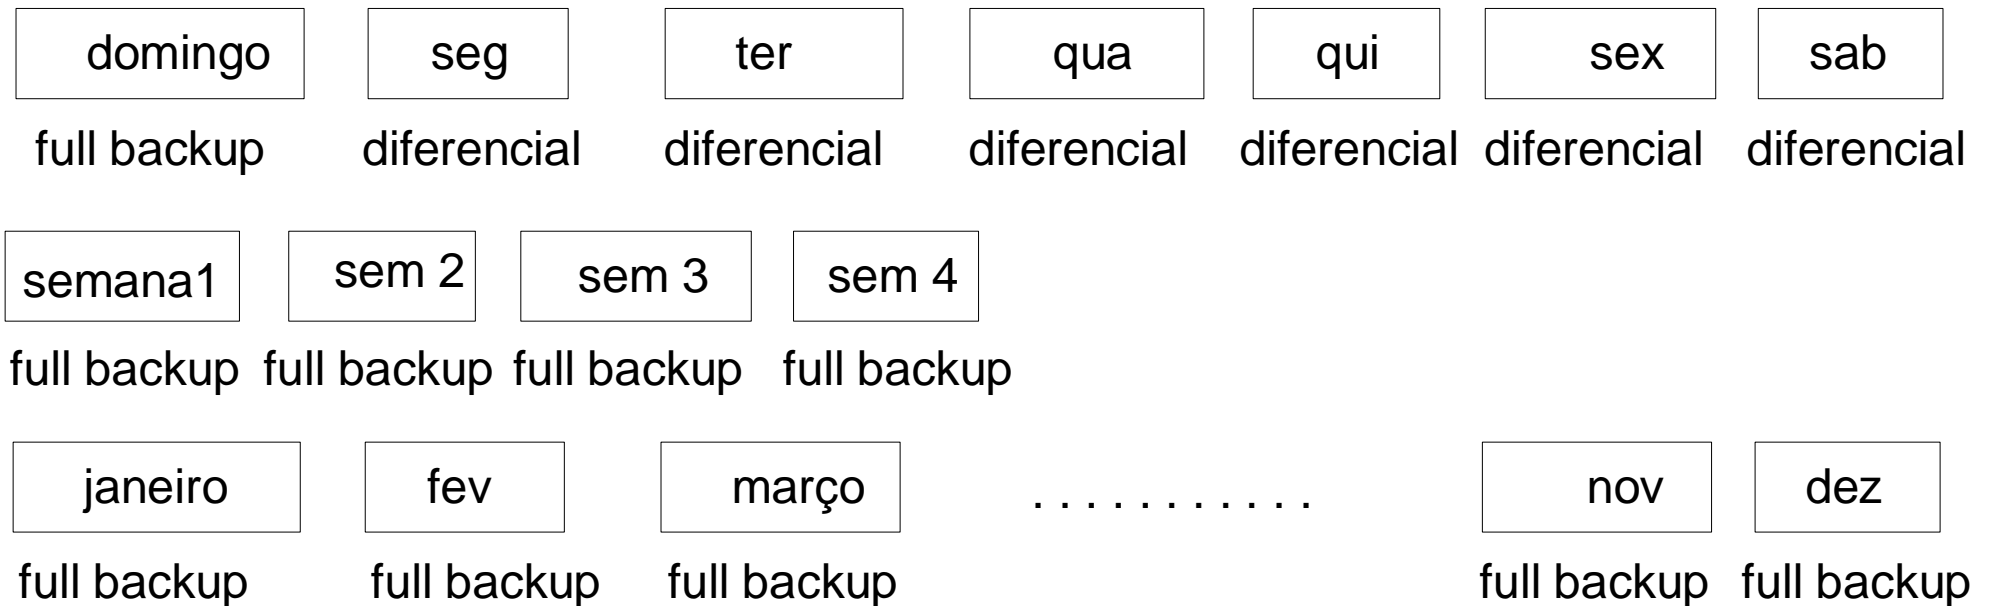 domingo seg ter qua qui sex sab
full backup diferencial diferencial diferencial diferencial diferencial diferencial
semana1 sem 2 sem 3 sem 4
full backup full backup full backup full backup
janeiro fev março . . . . . . . . . . . nov dez
full backup full backup full backup full backup full backup